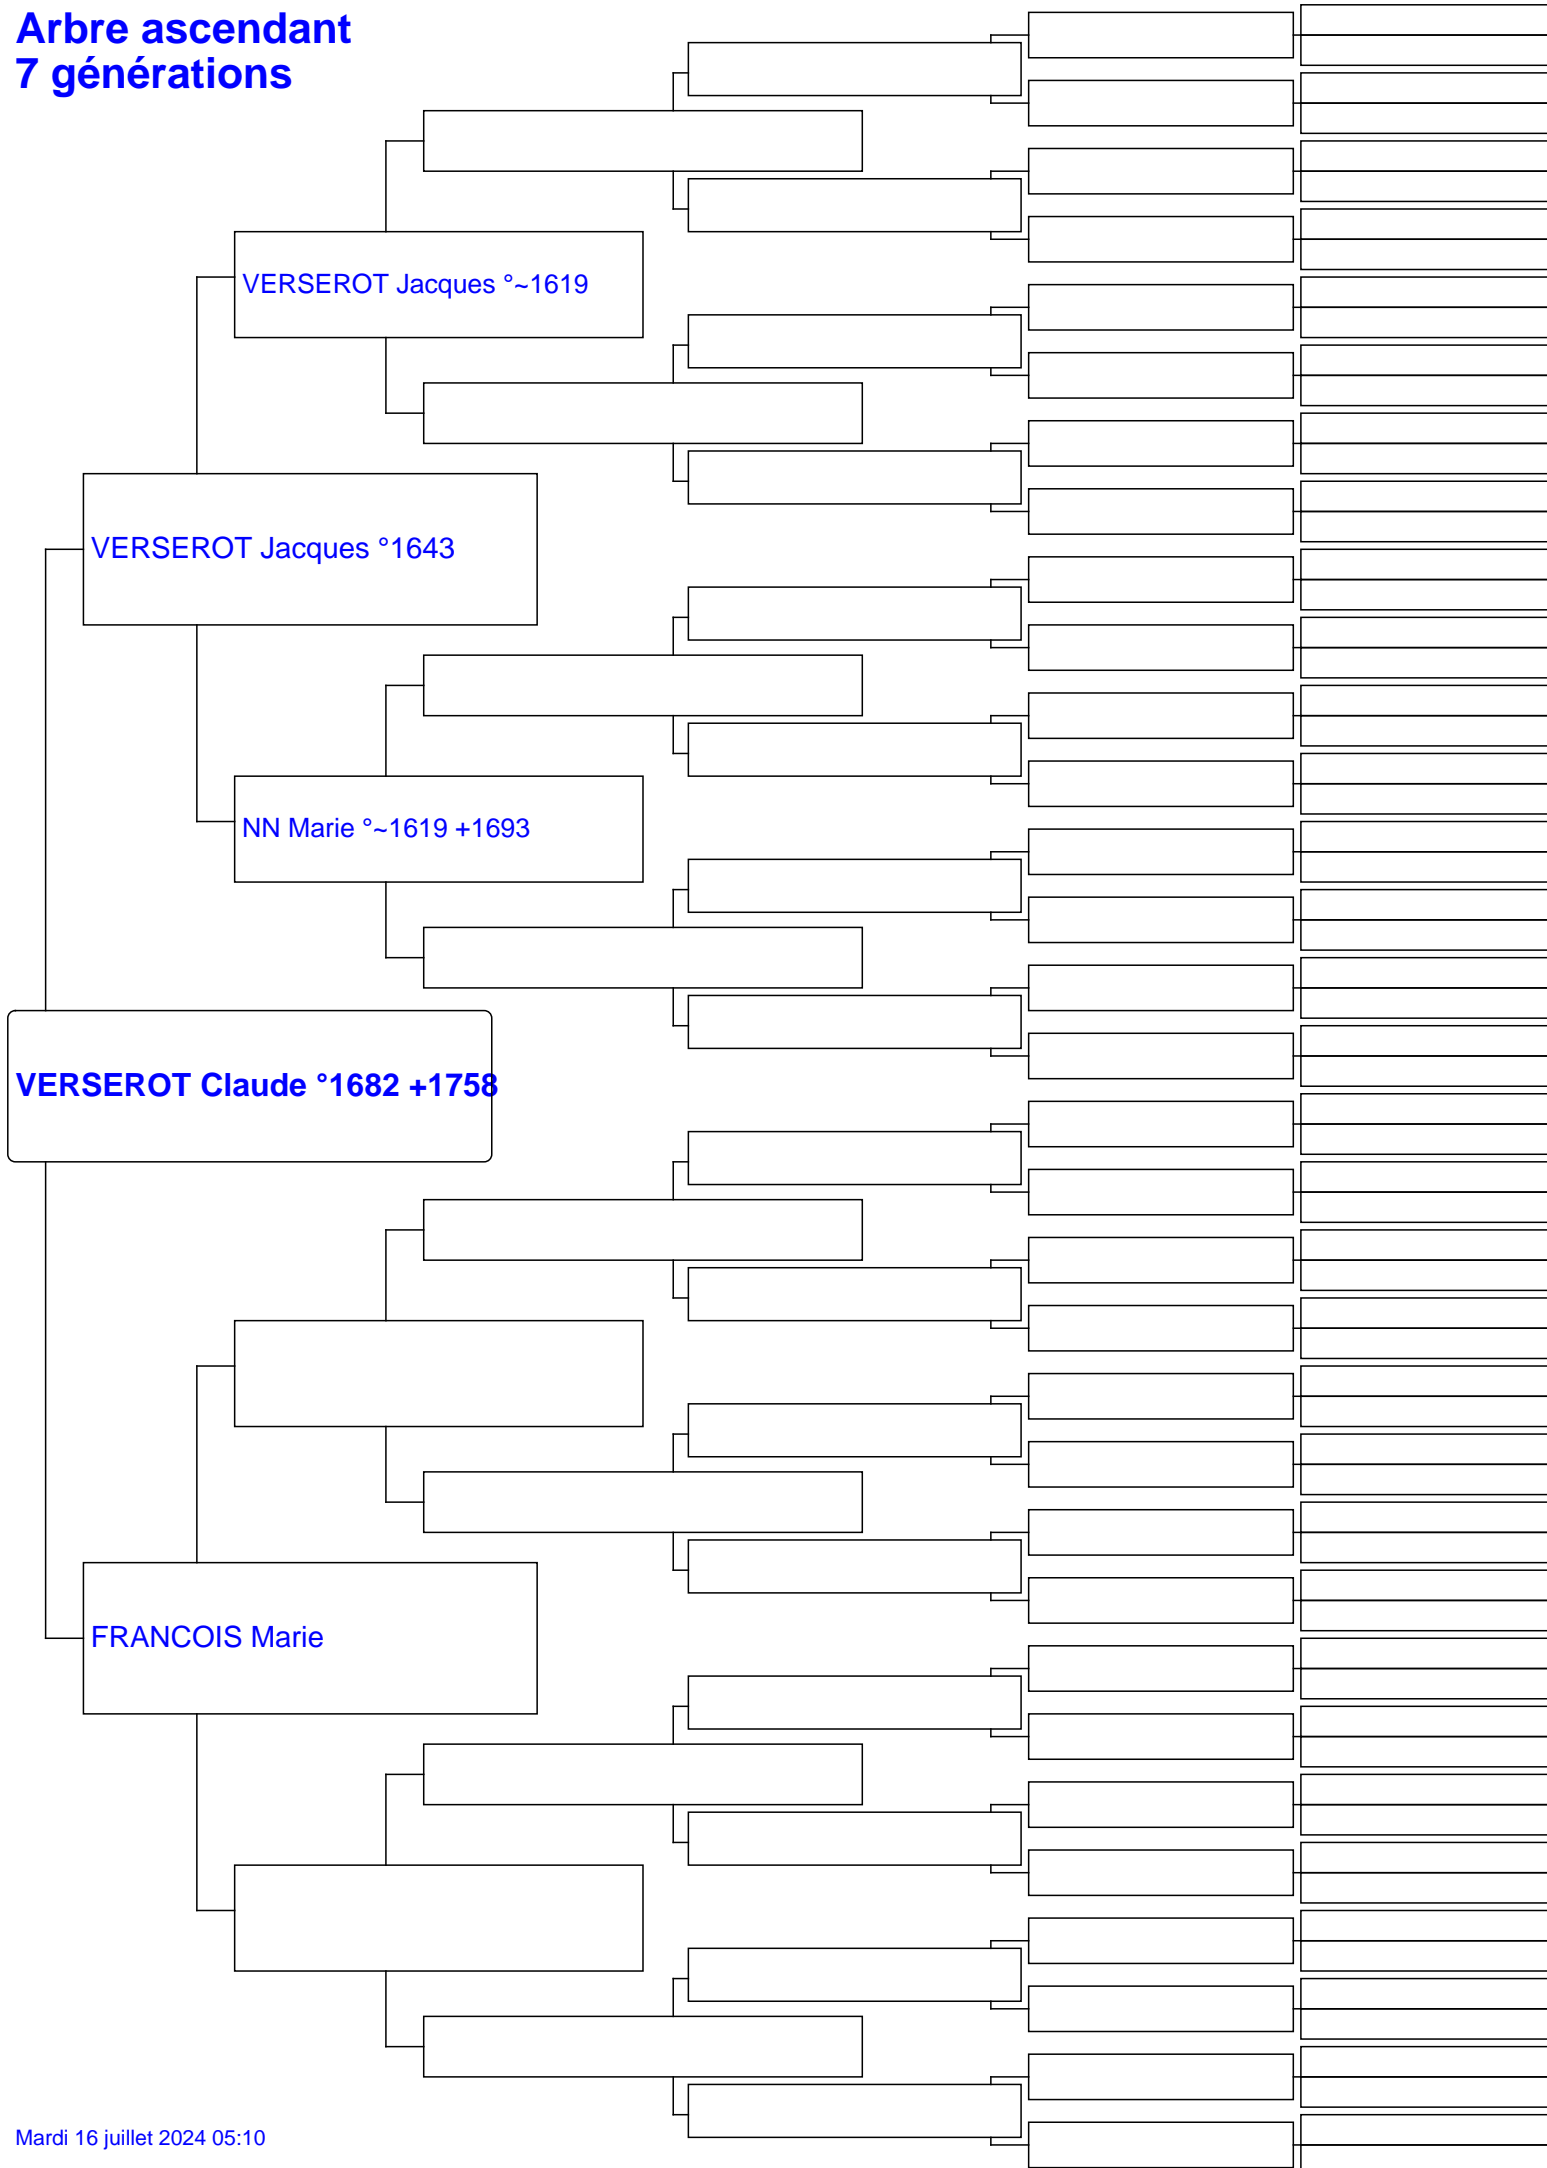 Arbre ascendant
7 générations
VERSEROT Jacques °~1619
VERSEROT Jacques °1643
NN Marie °~1619 +1693
VERSEROT Claude °1682 +1758
FRANCOIS Marie
Mardi 16 juillet 2024 05:10